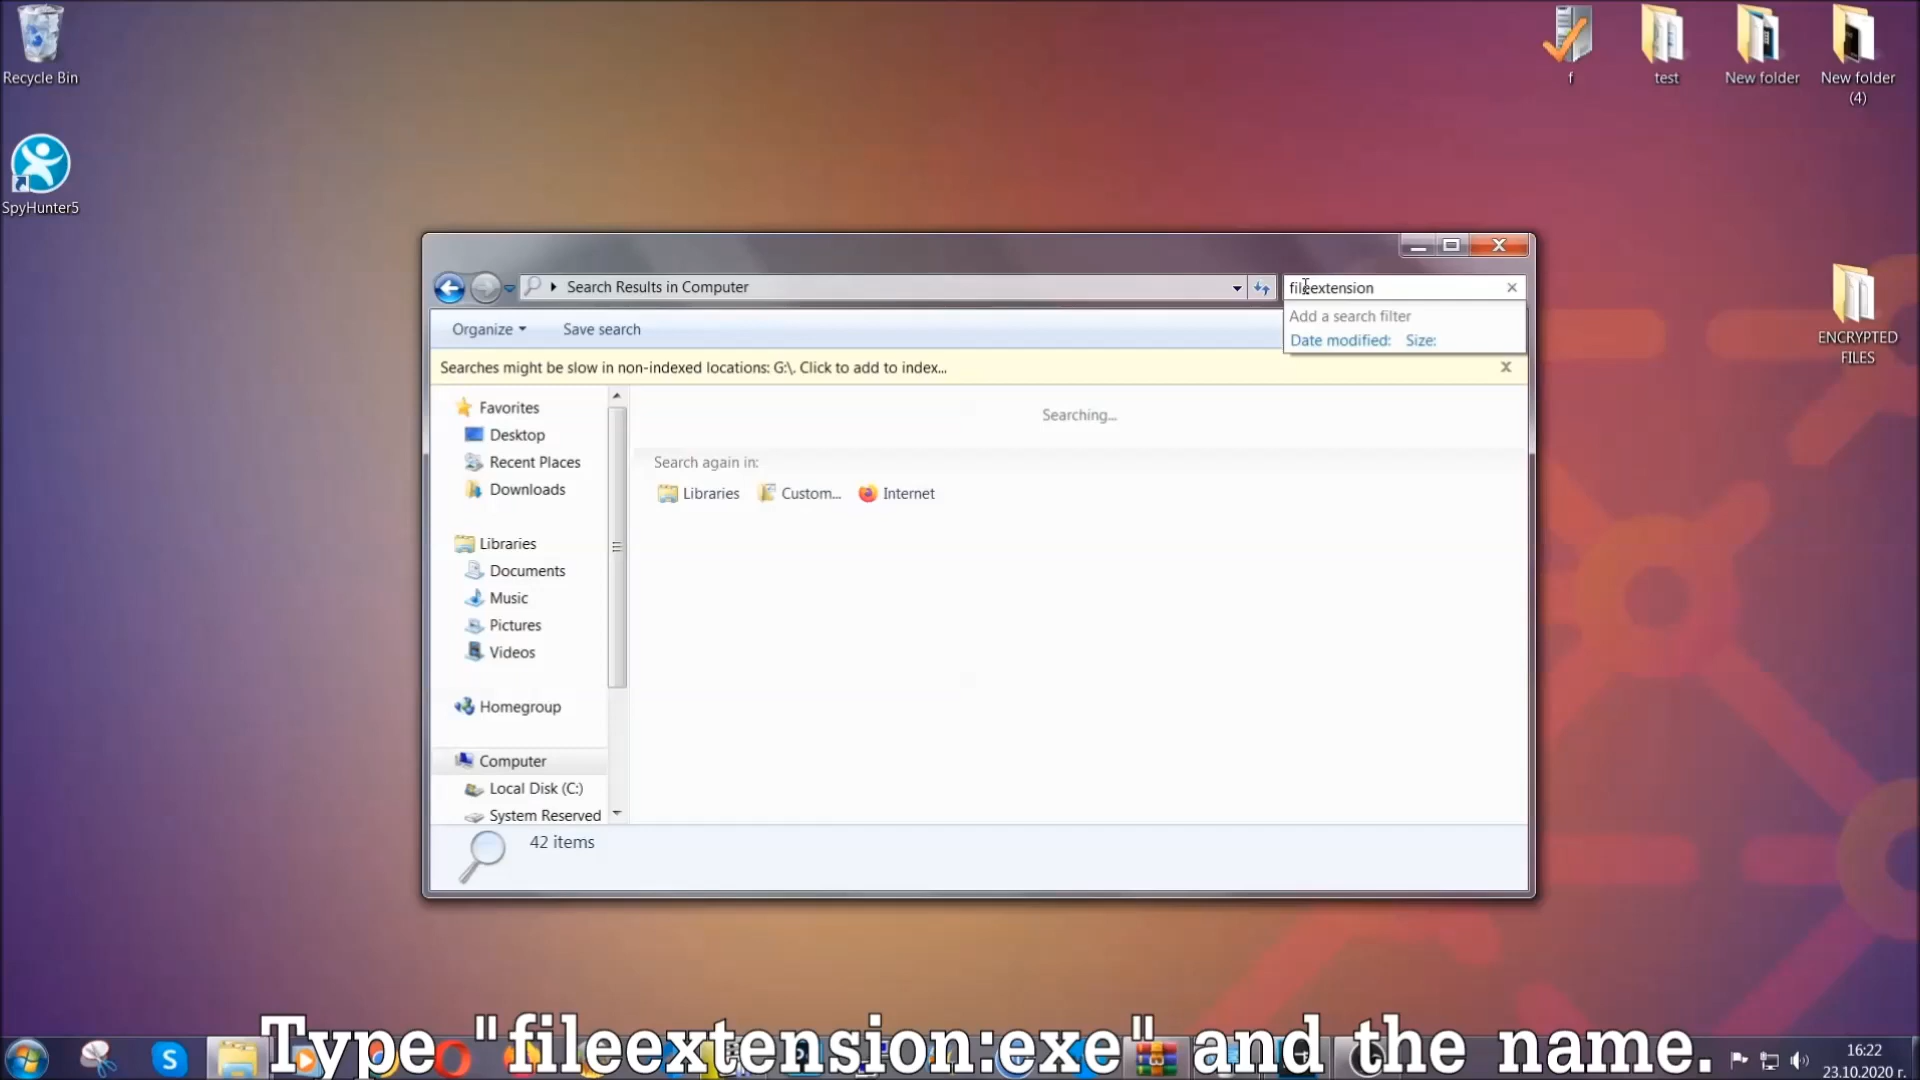 Recycle Bin
SpyHunter5
f
test
New folder
New folder
(4)
ENCRYPTED
FILES
Search Results in Computer
fileextension
Add a search filter
Date modified: Size:
Organize
Save search
Searches might be slow in non-indexed locations: G:\. Click to add to index...
Favorites
Desktop
Recent Places
Downloads
Libraries
Documents
Music
Pictures
Videos
Homegroup
Computer
Local Disk (C:)
System Reserved
Searching...
Search again in:
Libraries
Custom...
Internet
42 items
Type "fileextension:exe" and the name.
16:22
23.10.2020 г.